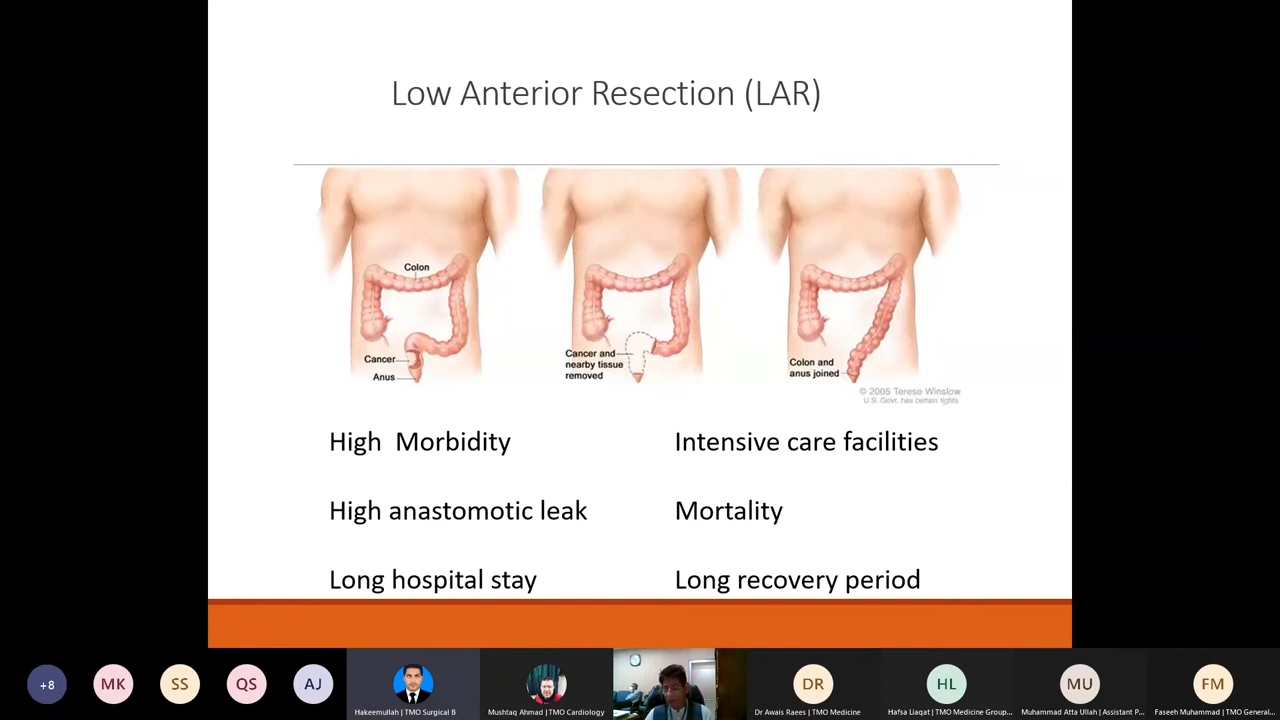 Low Anterior Resection (LAR)
Colon
Cancer
Anus
Cancer and
nearby tissue
removed
Colon and
anus joined
© 2005 Terese Winslow
U.S. Govt. has certain rights
High  Morbidity
Intensive care facilities
High anastomotic leak
Mortality
Long hospital stay
Long recovery period
+8
MK
SS
QS
AJ
DR
HL
MU
FM
Hakeemullah | TMO Surgical B
Mushtaq Ahmad | TMO Cardiology
Dr Awais Raees | TMO Medicine
Hafsa Liaqat | TMO Medicine Group...
Muhammad Atta Ullah | Assistant P...
Faseeh Muhammad | TMO General...